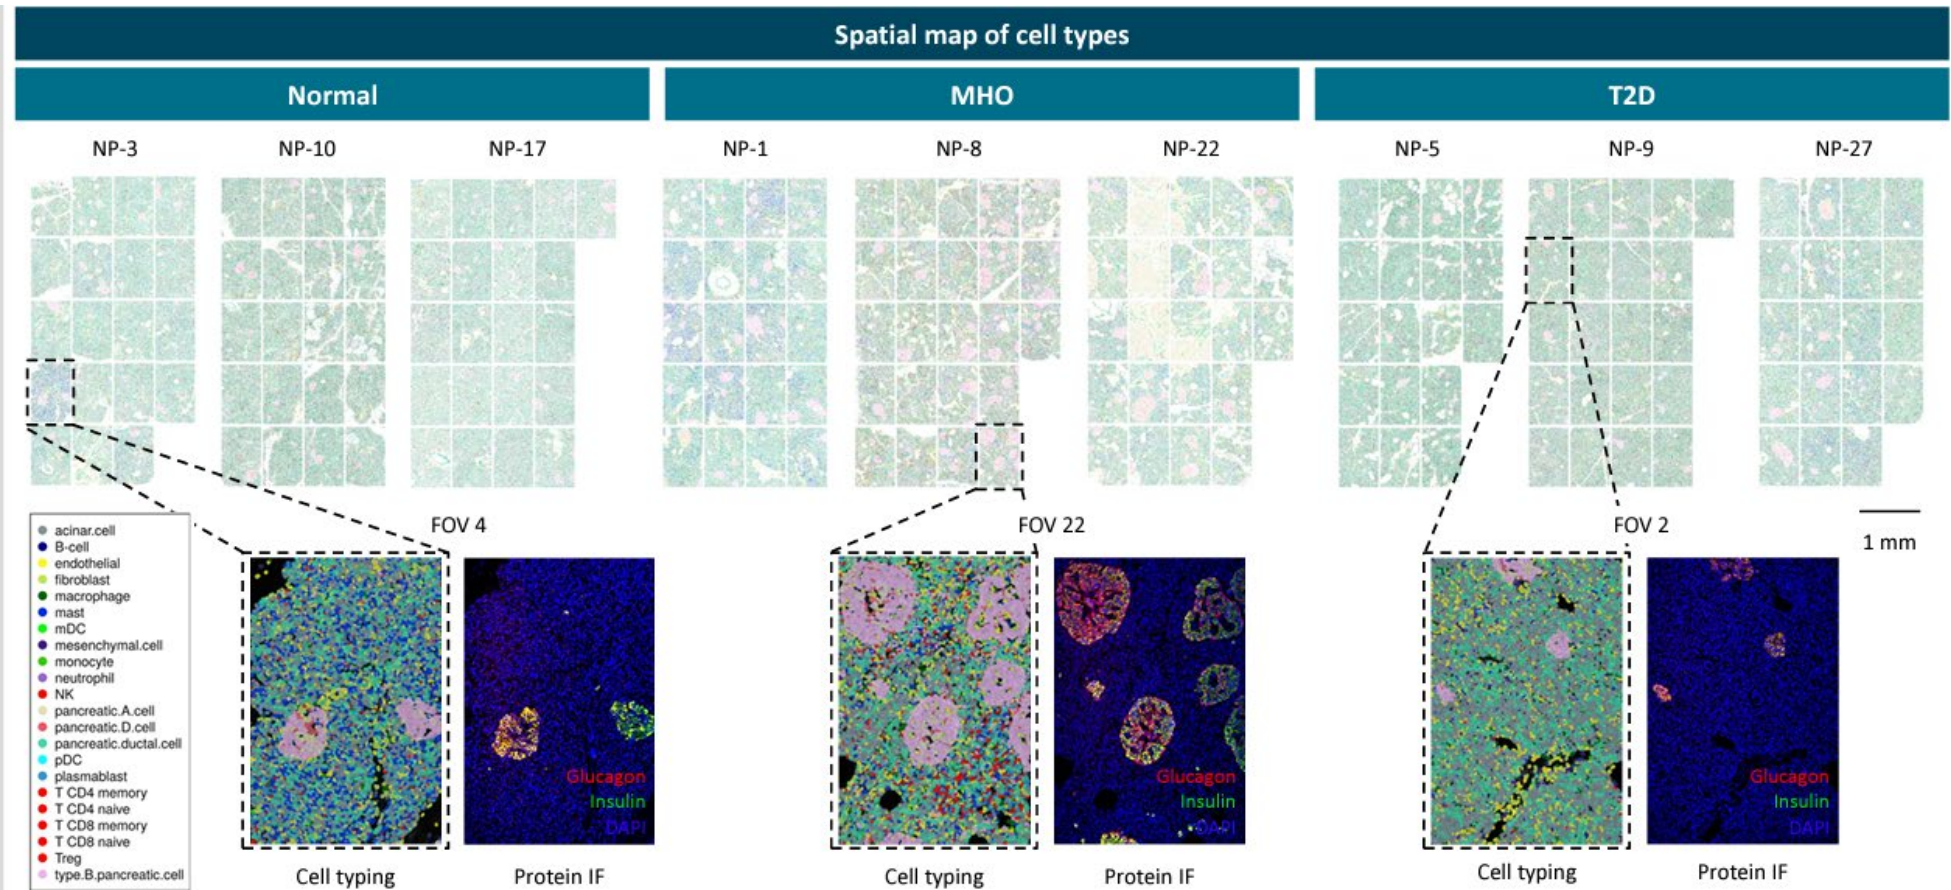 Spatial map of cell types
Normal
MHO
T2D
NP-3
NP-10
NP-17
NP-1
NP-8
NP-22
NP-5
NP-9
NP-27
1 mm
acinar.cell
B-cell
endothelial
fibroblast
macrophage
mast
mDC
mesenchymal.cell
monocyte
neutrophil
NK
pancreatic.A.cell
pancreatic.D.cell
pancreatic.ductal.cell
pDC
plasmablast
T CD4 memory
T CD4 naive
T CD8 memory
T CD8 naive
Treg
type.B.pancreatic.cell
FOV 4
Glucagon
Insulin
DAPI
Cell typing
Protein IF
FOV 22
Glucagon
Insulin
DAPI
Cell typing
Protein IF
FOV 2
Glucagon
Insulin
DAPI
Cell typing
Protein IF